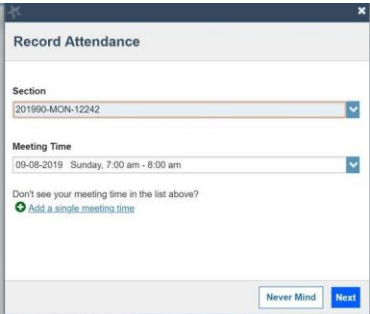 Record Attendance
Section
201990-MON-12242
Meeting Time
09-08-2019 Sunday, 7:00 am - 8:00 am
Don't see your meeting time in the list above?
Add a single meeting time
Never Mind Next